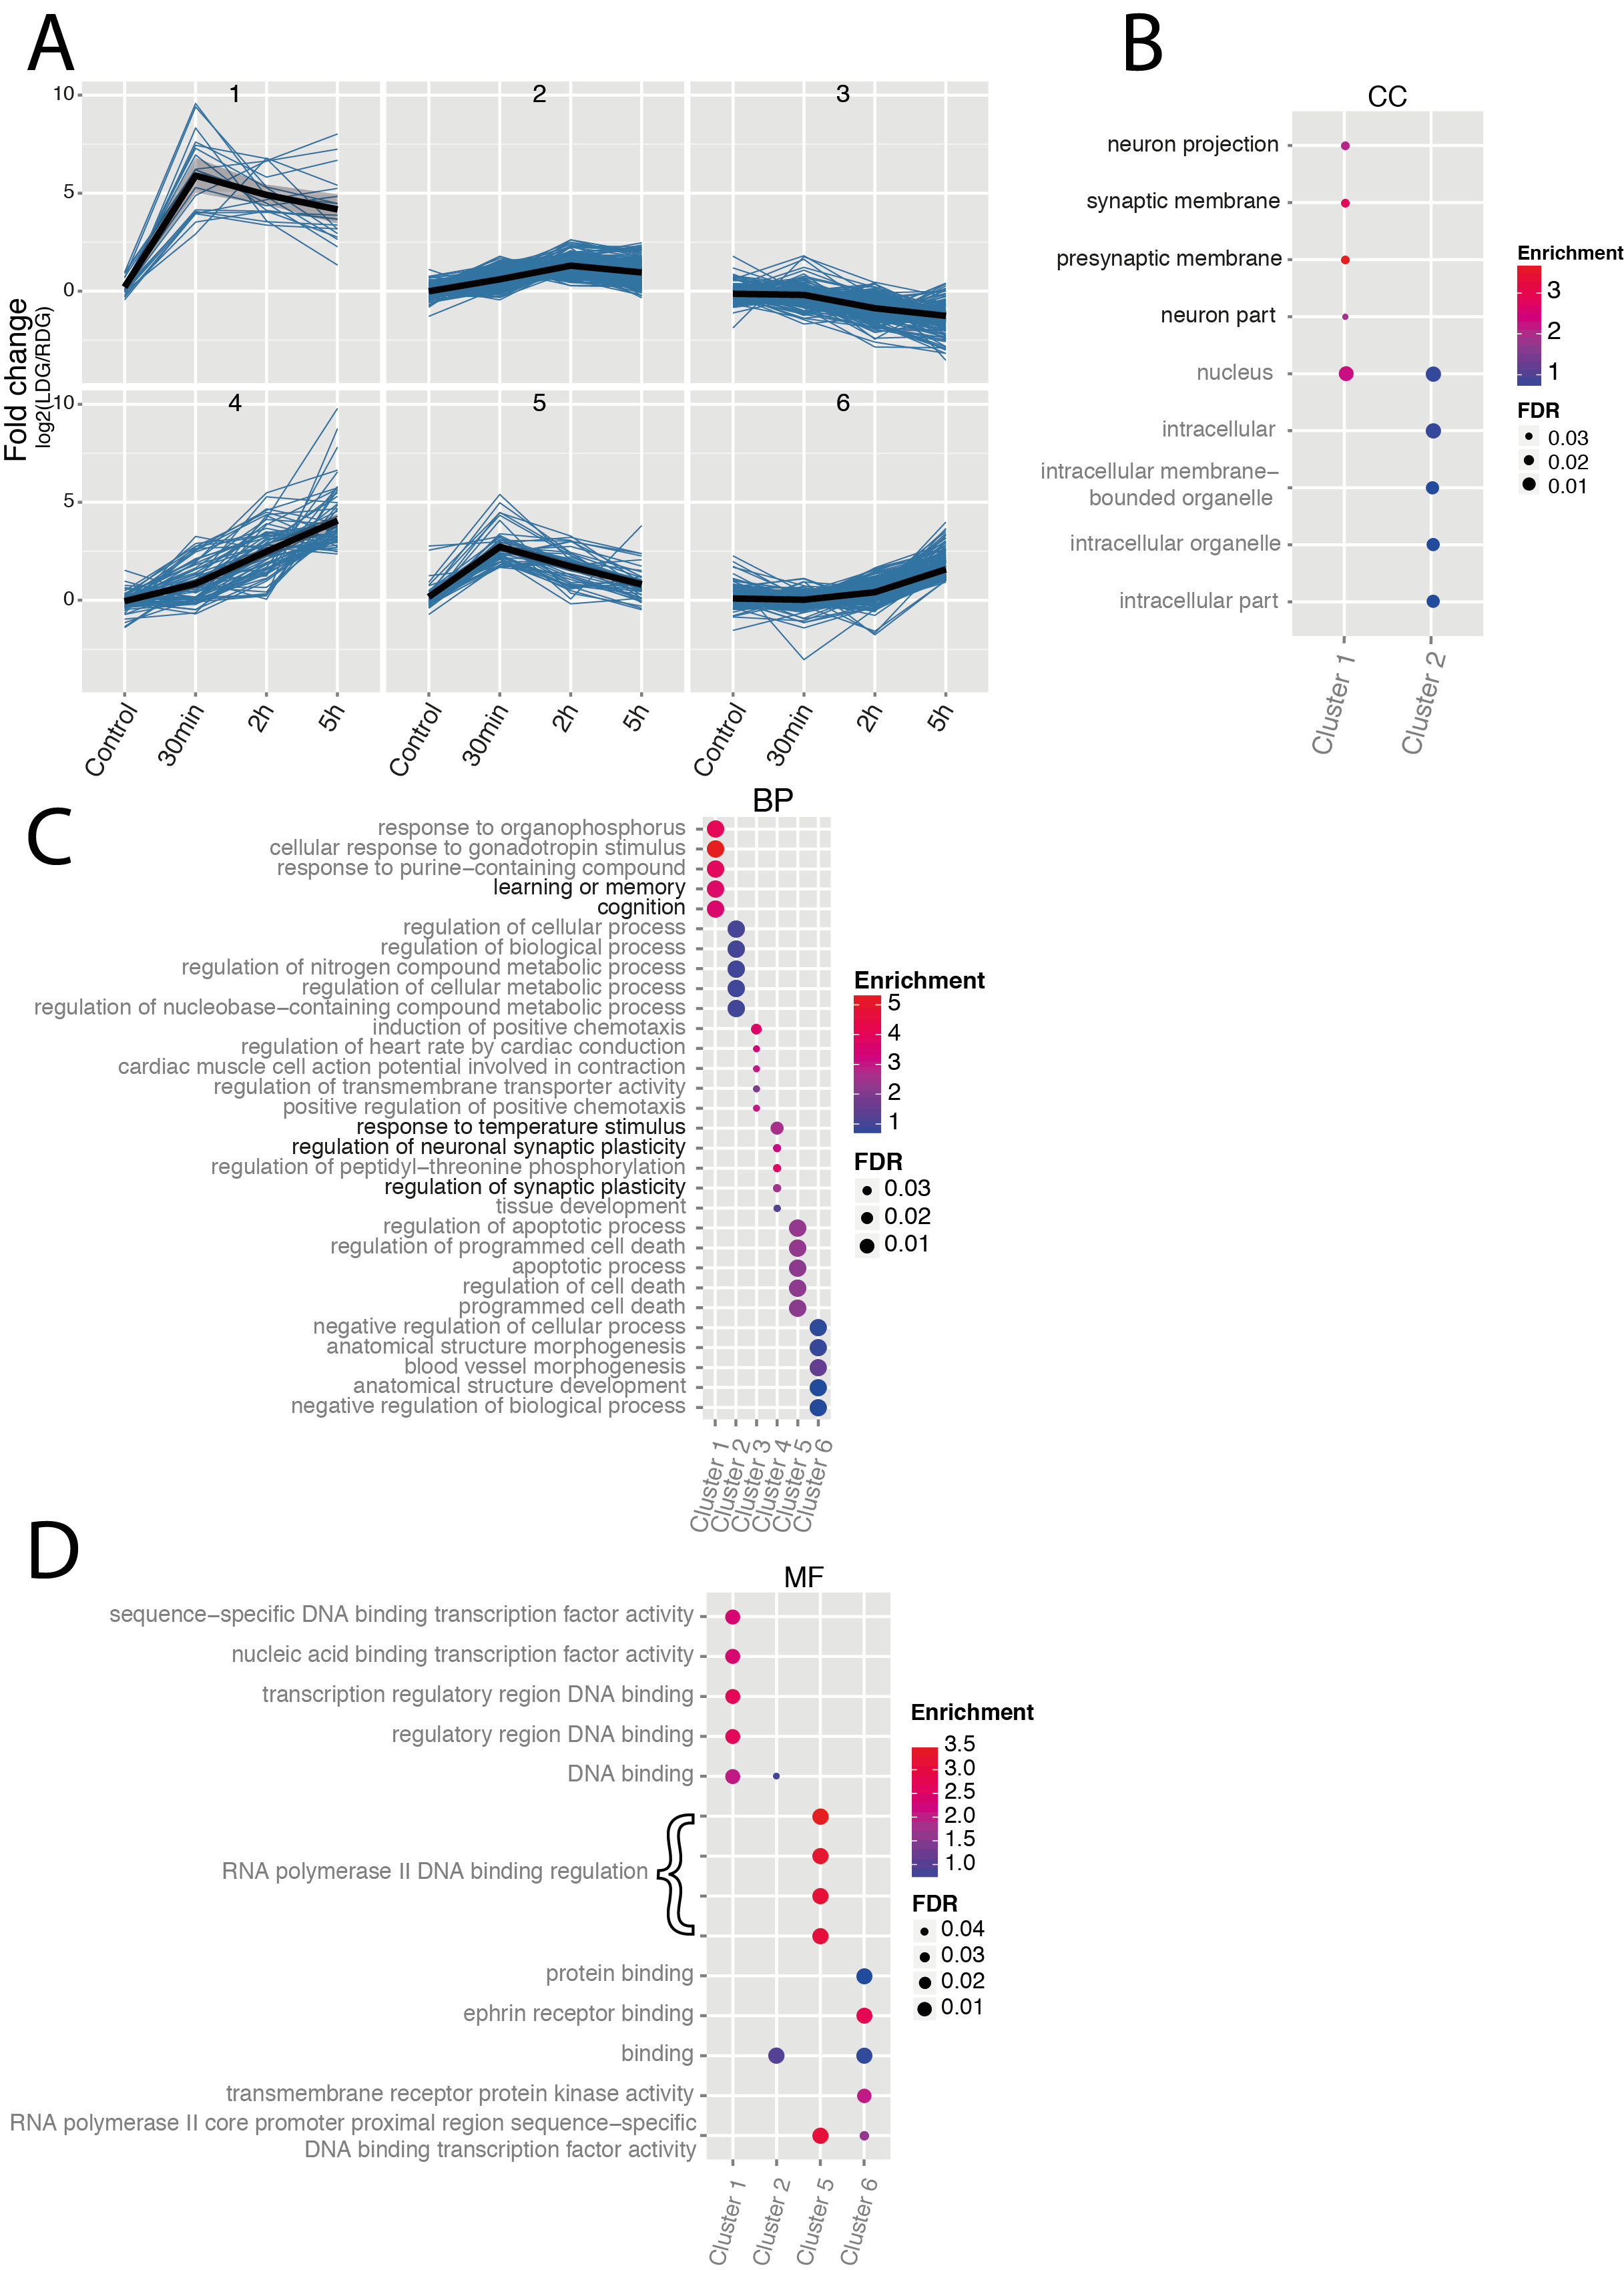 A
B
Fold change
log2(LDG/RDG)
1
2
3
10
5
0
4
5
6
10
5
0
Control
30min
2h
5h
Control
30min
2h
5h
Control
30min
2h
5h
CC
neuron projection
synaptic membrane
presynaptic membrane
neuron part
nucleus
intracellular
intracellular membrane–
bounded organelle
intracellular organelle
intracellular part
Cluster 1
Cluster 2
Enrichment
3
2
1
FDR
0.03
0.02
0.01
C
BP
response to organophosphorus
cellular response to gonadotropin stimulus
response to purine–containing compound
learning or memory
cognition
regulation of cellular process
regulation of biological process
regulation of nitrogen compound metabolic process
regulation of cellular metabolic process
regulation of nucleobase–containing compound metabolic process
induction of positive chemotaxis
regulation of heart rate by cardiac conduction
cardiac muscle cell action potential involved in contraction
regulation of transmembrane transporter activity
positive regulation of positive chemotaxis
response to temperature stimulus
regulation of neuronal synaptic plasticity
regulation of peptidyl–threonine phosphorylation
regulation of synaptic plasticity
tissue development
regulation of apoptotic process
regulation of programmed cell death
apoptotic process
regulation of cell death
programmed cell death
negative regulation of cellular process
anatomical structure morphogenesis
blood vessel morphogenesis
anatomical structure development
negative regulation of biological process
Cluster 1
Cluster 2
Cluster 3
Cluster 4
Cluster 5
Cluster 6
Enrichment
5
4
3
2
1
FDR
0.03
0.02
0.01
D
MF
sequence–specific DNA binding transcription factor activity
nucleic acid binding transcription factor activity
transcription regulatory region DNA binding
regulatory region DNA binding
DNA binding
RNA polymerase II DNA binding regulation
protein binding
ephrin receptor binding
binding
transmembrane receptor protein kinase activity
RNA polymerase II core promoter proximal region sequence–specific
DNA binding transcription factor activity
Cluster 1
Cluster 2
Cluster 5
Cluster 6
Enrichment
3.5
3.0
2.5
2.0
1.5
1.0
FDR
0.04
0.03
0.02
0.01